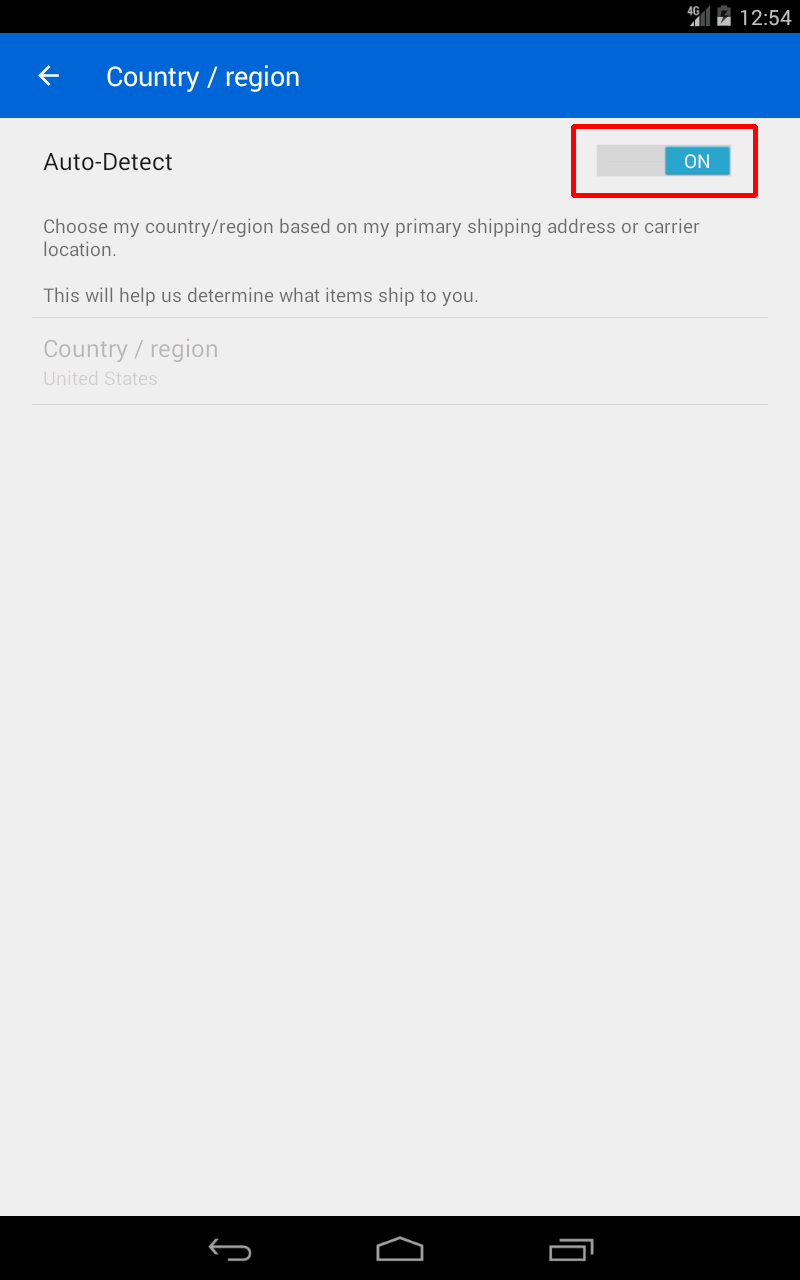 4G 12:54
Country / region
Auto-Detect
ON
Choose my country/region based on my primary shipping address or carrier
location.
This will help us determine what items ship to you.
Country / region
United States